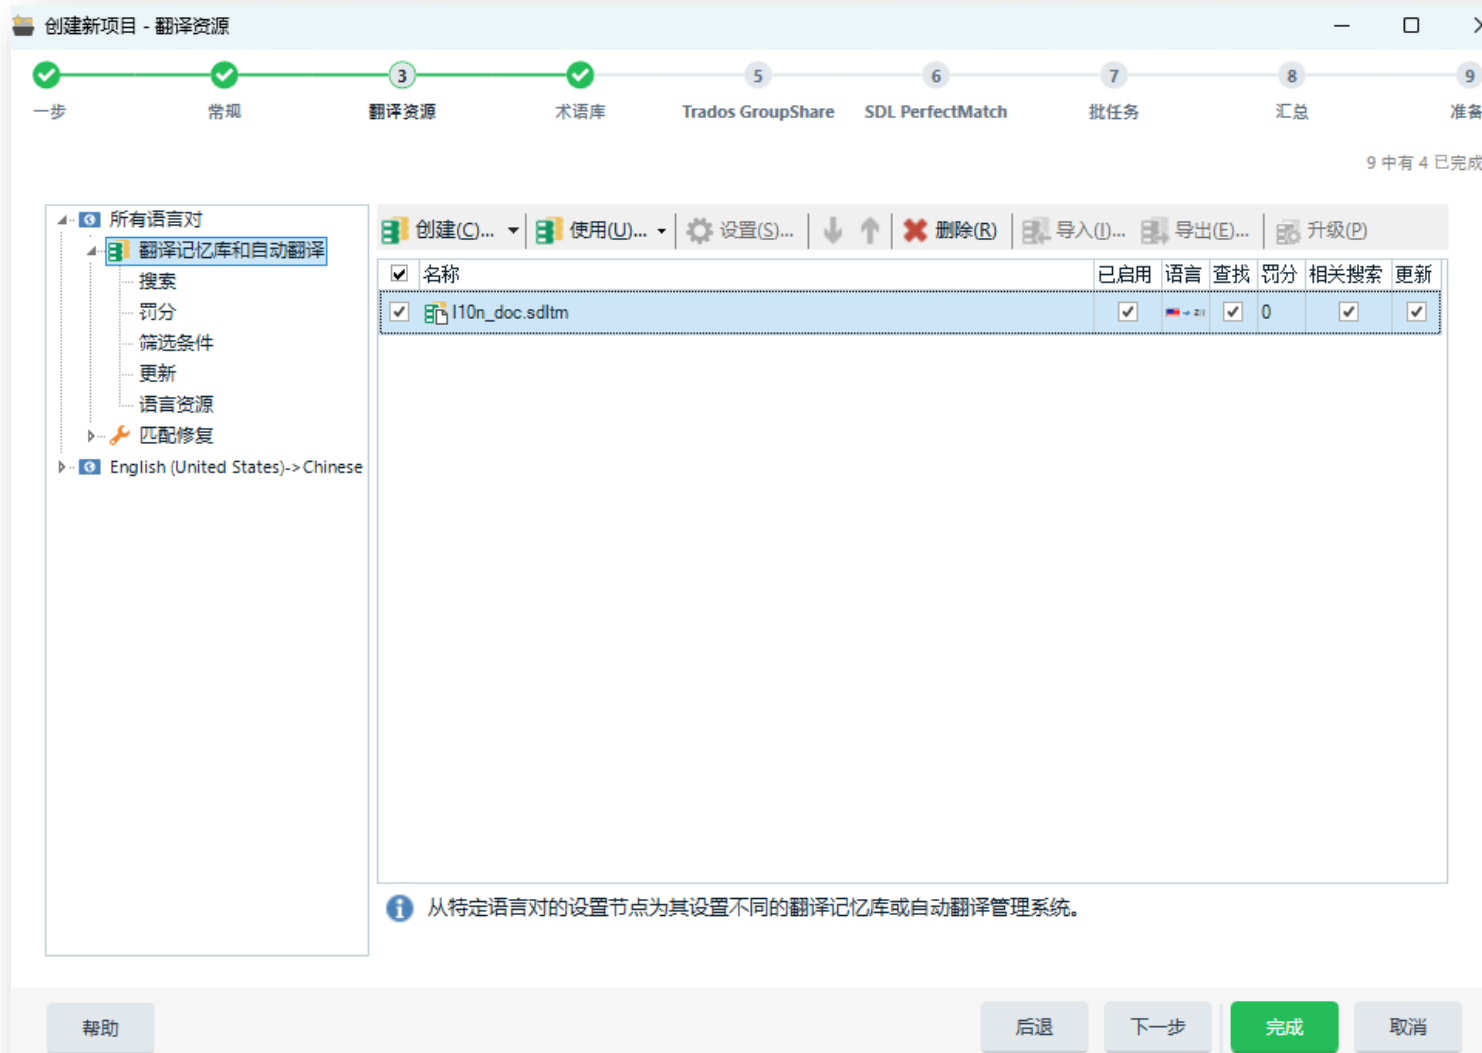 创建新项目 - 翻译资源
3 5 6 7 8 9
一步 常规 翻译资源 术语库 Trados GroupShare SDL PerfectMatch 批任务 汇总 准备
9 中有 4 已完成
所有语言对
翻译记忆库和自动翻译
搜索
罚分
筛选条件
更新
语言资源
匹配修复
English (United States)->Chinese
创建(C)... 使用(U)... 设置(S)... 删除(R) 导入(I)... 导出(E)... 升级(P)
名称 已启用 语言 查找 罚分 相关搜索 更新
l10n_doc.sdltm 0
从特定语言对的设置节点为其设置不同的翻译记忆库或自动翻译管理系统。
帮助 后退 下一步 完成 取消